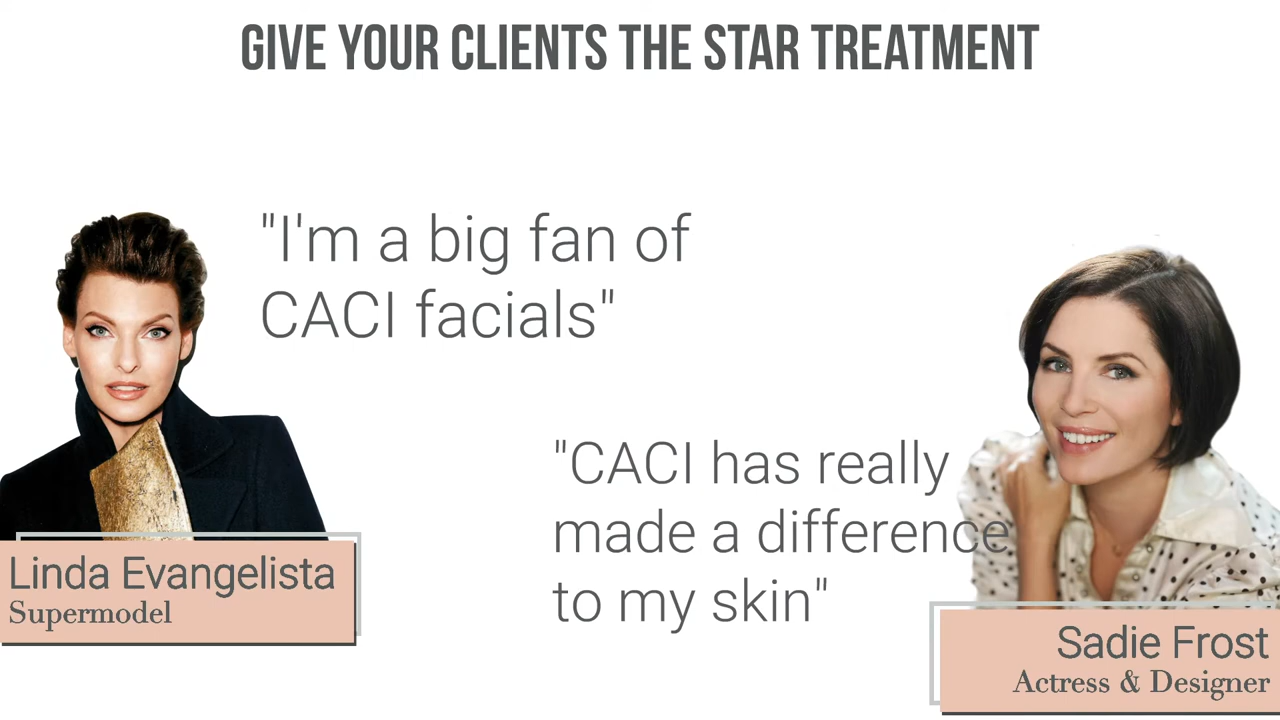 GIVE YOUR CLIENTS THE STAR TREATMENT
"I'm a big fan of
CACI facials"
Linda Evangelista
Supermodel
"CACI has really
made a difference
to my skin"
Sadie Frost
Actress & Designer